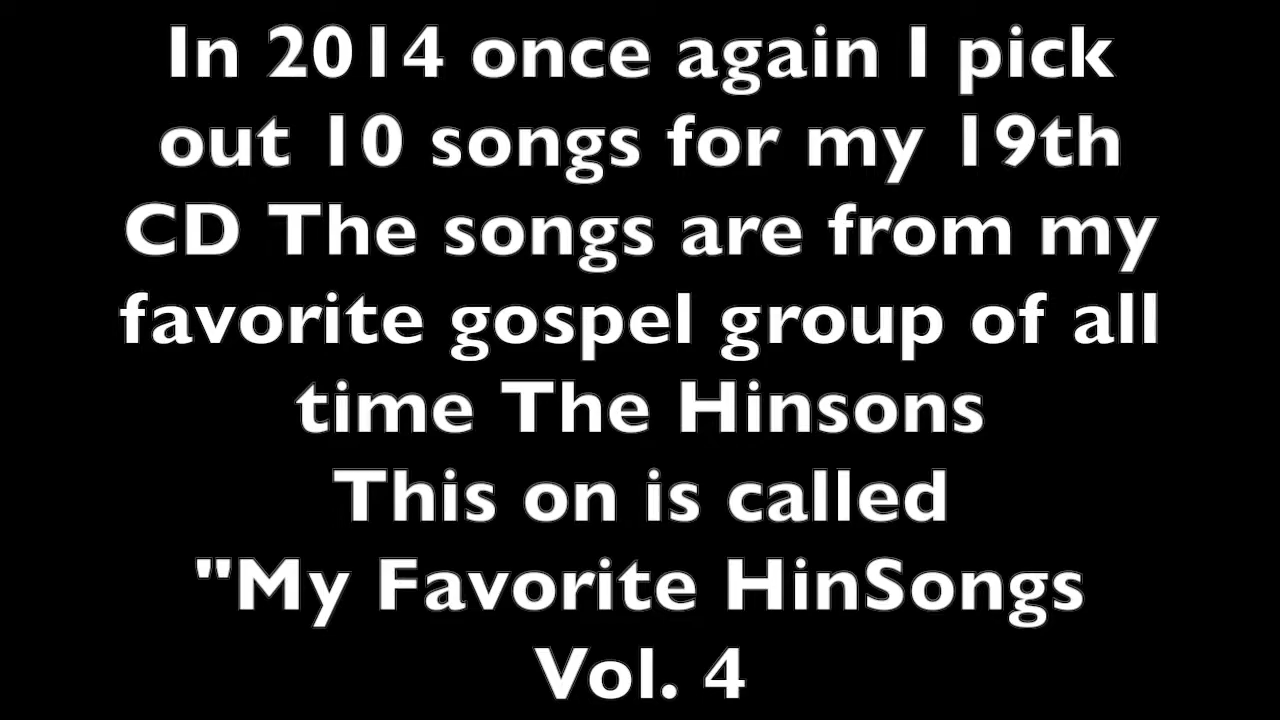 In 2014 once again I pick
out 10 songs for my 19th
CD The songs are from my
favorite gospel group of all
time The Hinsons
This on is called
"My Favorite HinSongs
Vol. 4